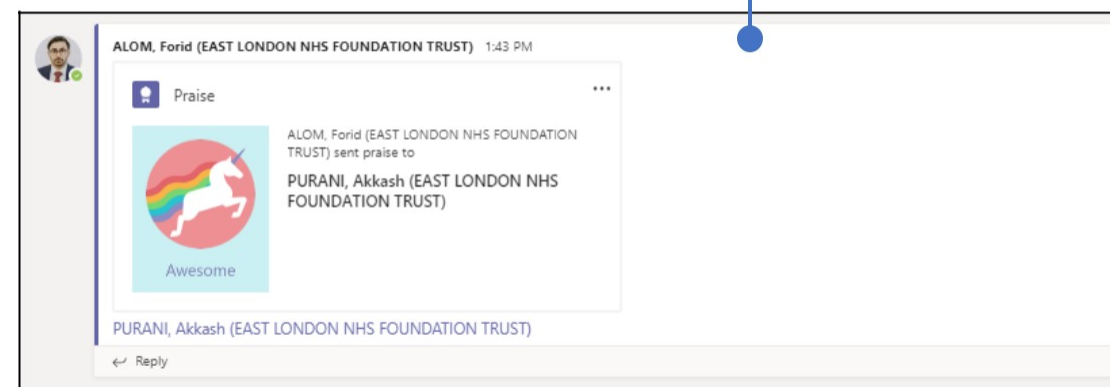 ALOM, Forid (EAST LONDON NHS FOUNDATION TRUST) 1:43 PM
Praise
ALOM, Forid (EAST LONDON NHS FOUNDATION
TRUST) sent praise to
PURANI, Akkash (EAST LONDON NHS
FOUNDATION TRUST)
Awesome
PURANI, Akkash (EAST LONDON NHS FOUNDATION TRUST)
Reply